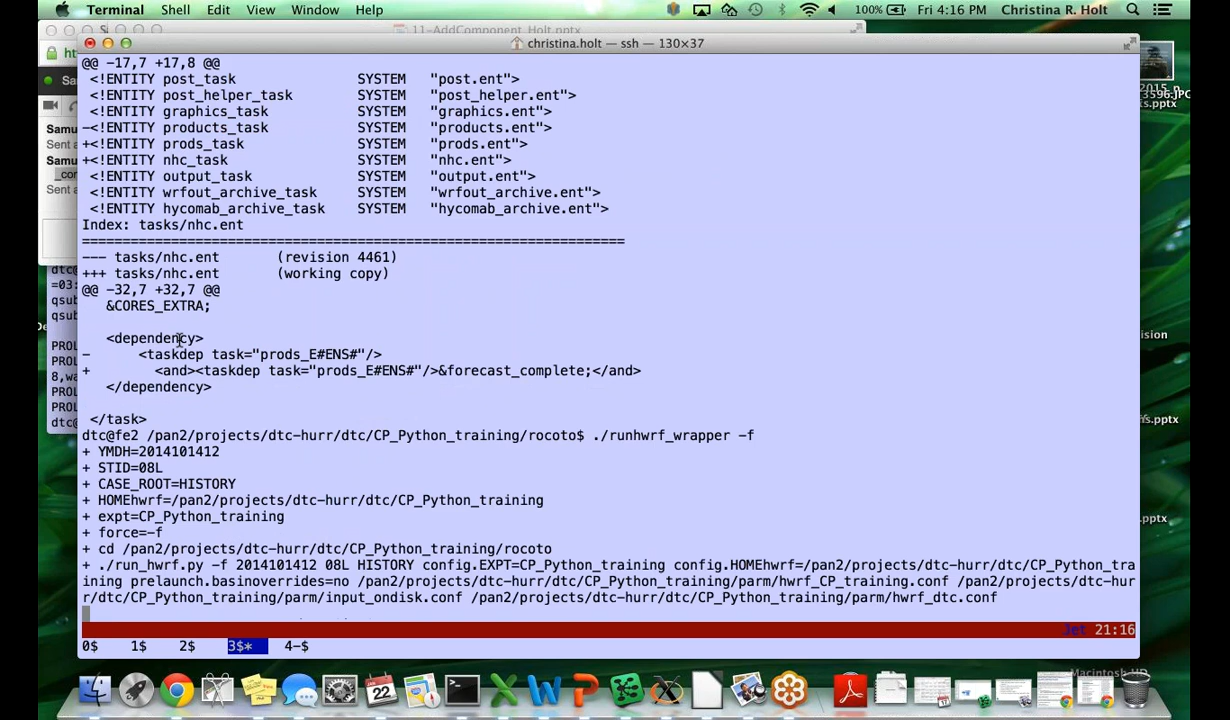 Terminal Shell Edit View Window Help 100% Fri 4:16 PM Christina R. Holt
11-AddComponent_Holt.pptx
christina.holt — ssh — 130×37
@@ -17,7 +17,8 @@
<!ENTITY post_task SYSTEM "post.ent">
<!ENTITY post_helper_task SYSTEM "post_helper.ent">
<!ENTITY graphics_task SYSTEM "graphics.ent">
-<!ENTITY products_task SYSTEM "products.ent">
+<!ENTITY prods_task SYSTEM "prods.ent">
+<!ENTITY nhc_task SYSTEM "nhc.ent">
<!ENTITY output_task SYSTEM "output.ent">
<!ENTITY wrfout_archive_task SYSTEM "wrfout_archive.ent">
<!ENTITY hycomab_archive_task SYSTEM "hycomab_archive.ent">
Index: tasks/nhc.ent
===================================================================
--- tasks/nhc.ent (revision 4461)
+++ tasks/nhc.ent (working copy)
@@ -32,7 +32,7 @@
&CORES_EXTRA;
<dependency>
- <taskdep task="prods_E#ENS#"/>
+ <and><taskdep task="prods_E#ENS#"/>&forecast_complete;</and>
</dependency>
</task>
dtc@fe2 /pan2/projects/dtc-hurr/dtc/CP_Python_training/rocoto$ ./runhwrf_wrapper -f
+ YMDH=2014101412
+ STID=08L
+ CASE_ROOT=HISTORY
+ HOMEhwrf=/pan2/projects/dtc-hurr/dtc/CP_Python_training
+ expt=CP_Python_training
+ force=-f
+ cd /pan2/projects/dtc-hurr/dtc/CP_Python_training/rocoto
+ ./run_hwrf.py -f 2014101412 08L HISTORY config.EXPT=CP_Python_training config.HOMEhwrf=/pan2/projects/dtc-hurr/dtc/CP_Python_tra
ining prelaunch.basinoverrides=no /pan2/projects/dtc-hurr/dtc/CP_Python_training/parm/hwrf_CP_training.conf /pan2/projects/dtc-hur
r/dtc/CP_Python_training/parm/input_ondisk.conf /pan2/projects/dtc-hurr/dtc/CP_Python_training/parm/hwrf_dtc.conf
Jet 21:16
0$ 1$ 2$ 3$* 4-$
Macintosh HD